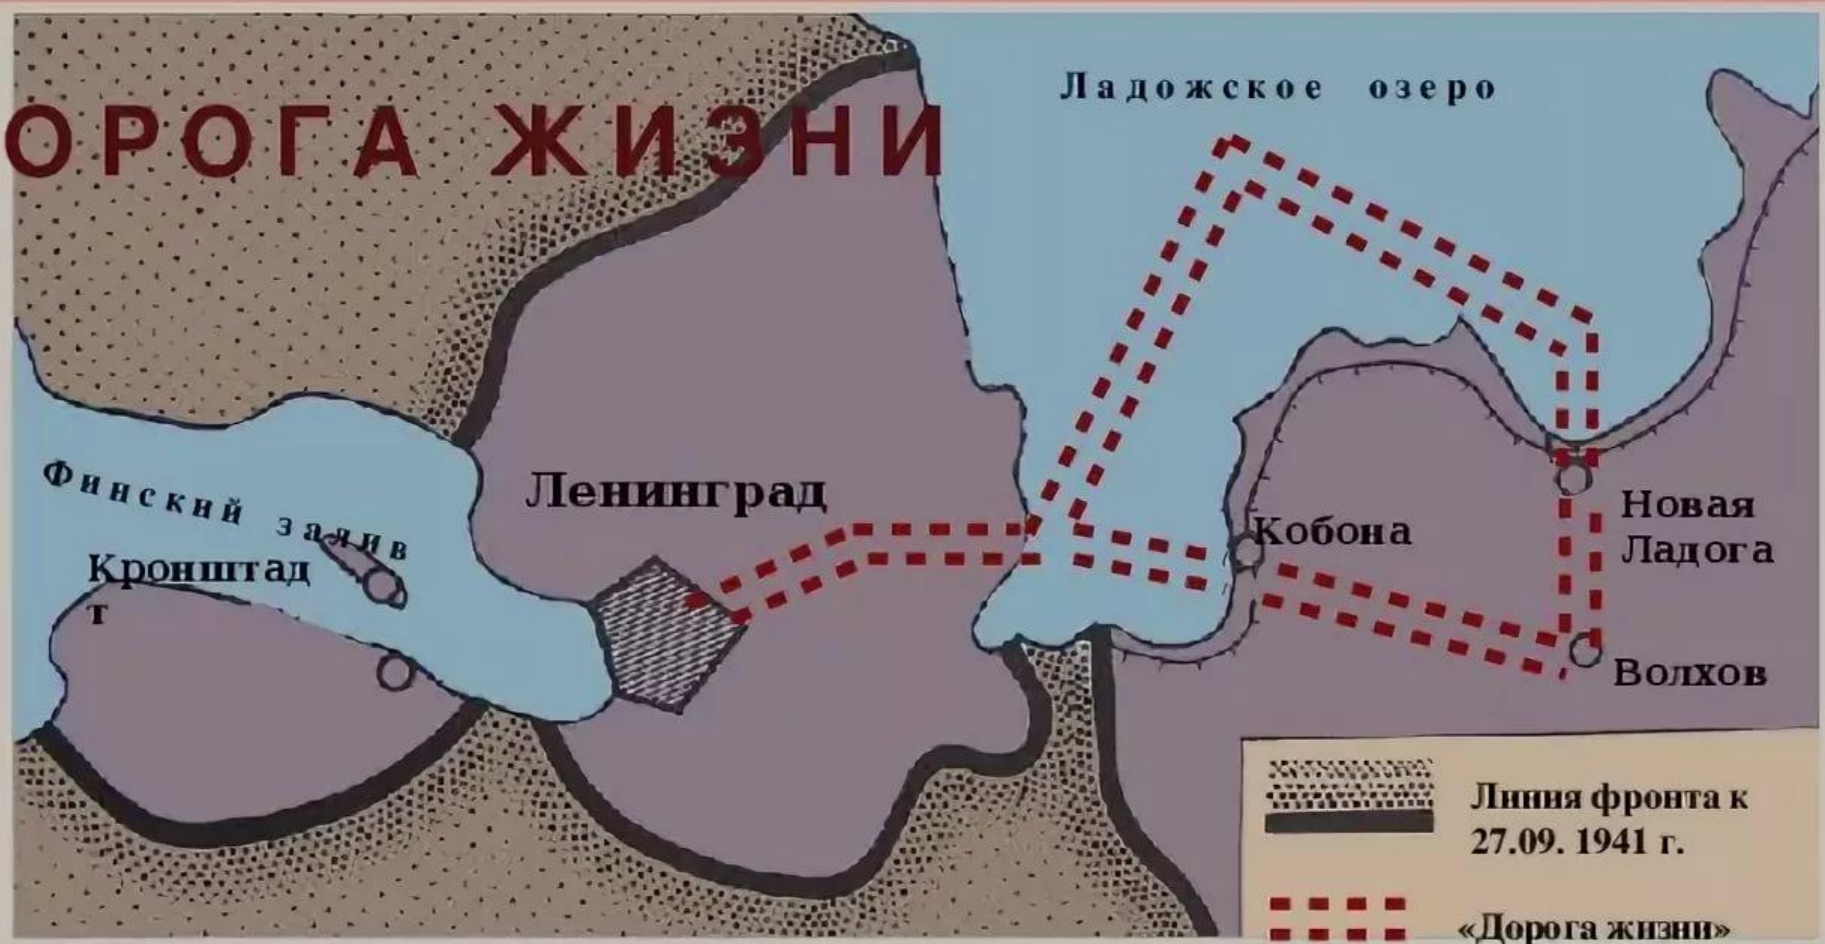 ОРОГА ЖИЗНИ
Ладожское озеро
Финский залив
Кронштад
т
Ленинград
Кобона
Новая
Ладога
Волхов
Линия фронта к
27.09. 1941 г.
«Дорога жизни»